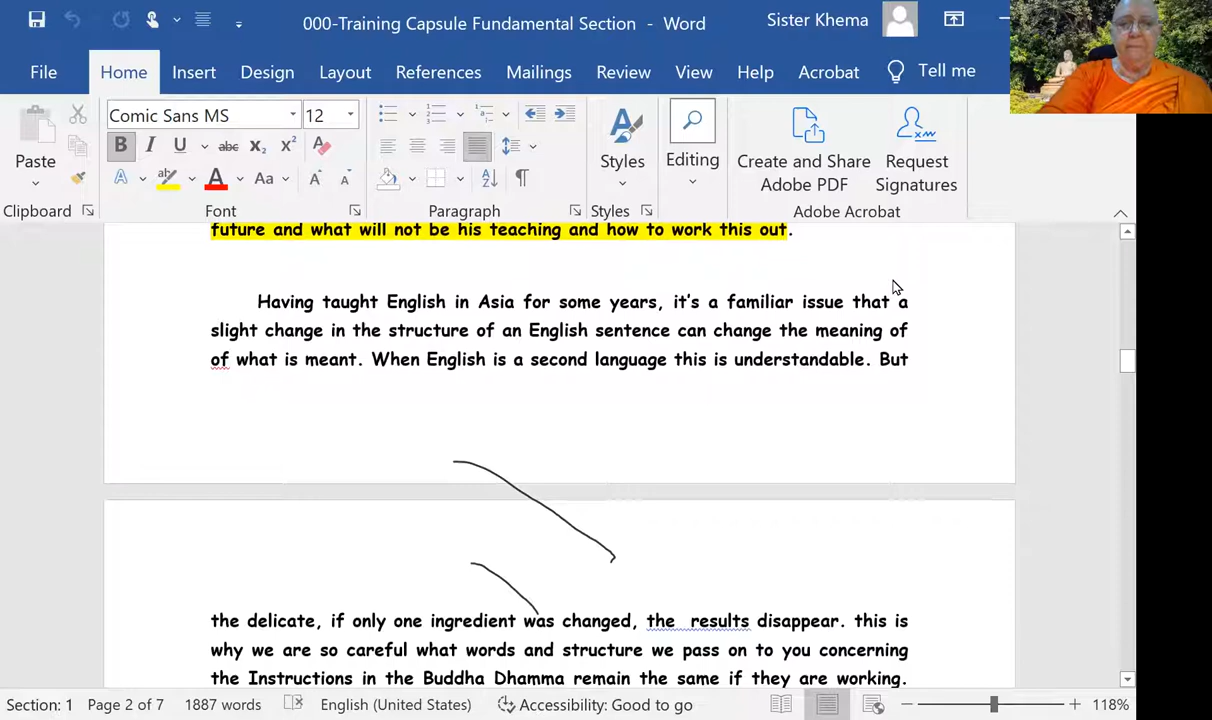 000-Training Capsule Fundamental Section - Word
Sister Khema
File Home Insert Design Layout References Mailings Review View Help Acrobat Tell me
Comic Sans MS 12
Paste
Styles
Editing
Create and Share Adobe PDF
Request Signatures
Clipboard Font Paragraph Styles Adobe Acrobat
future and what will not be his teaching and how to work this out.
Having taught English in Asia for some years, it's a familiar issue that a
slight change in the structure of an English sentence can change the meaning of
of what is meant. When English is a second language this is understandable. But
the delicate, if only one ingredient was changed, the results disappear. this is
why we are so careful what words and structure we pass on to you concerning
the Instructions in the Buddha Dhamma remain the same if they are working.
Section: 1 Page 2 of 7 1887 words English (United States) Accessibility: Good to go 118%